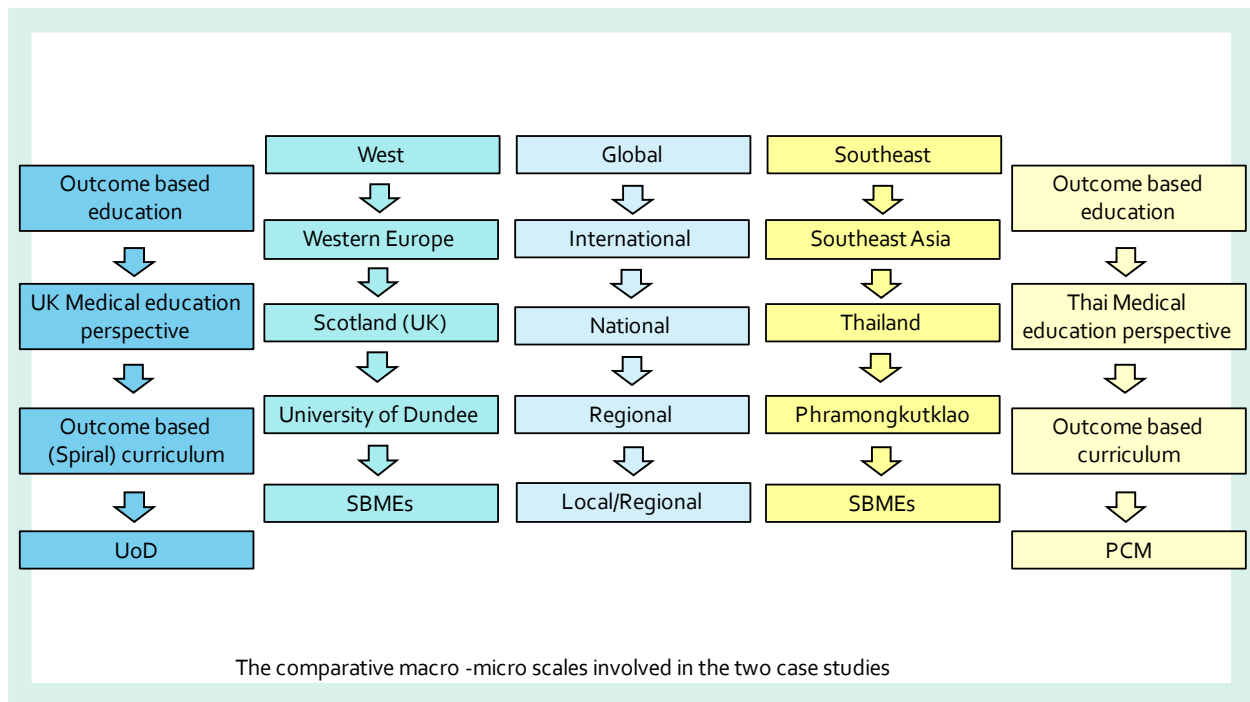 Outcome based
education
UK Medical education
perspective
Outcome based
(Spiral) curriculum
UoD
West
Western Europe
Scotland (UK)
University of Dundee
SBMEs
Global
International
National
Regional
Local/Regional
Southeast
Southeast Asia
Thailand
Phramongkutklao
SBMEs
Outcome based
education
Thai Medical
education perspective
Outcome based
curriculum
PCM
The comparative macro -micro scales involved in the two case studies